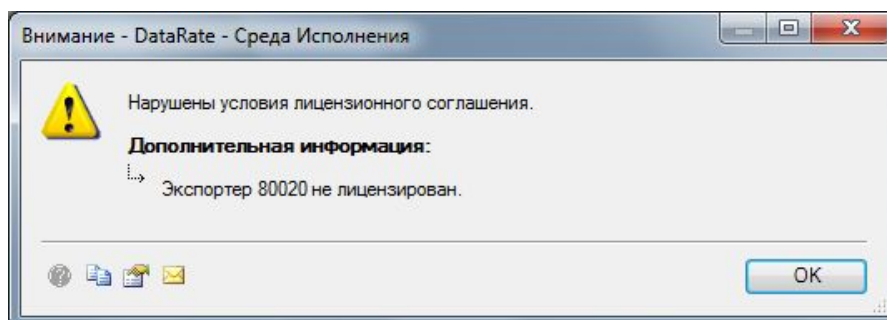 Внимание - DataRate - Среда Исполнения
Нарушены условия лицензионного соглашения.
Дополнительная информация:
Экспортер 80020 не лицензирован.
OK